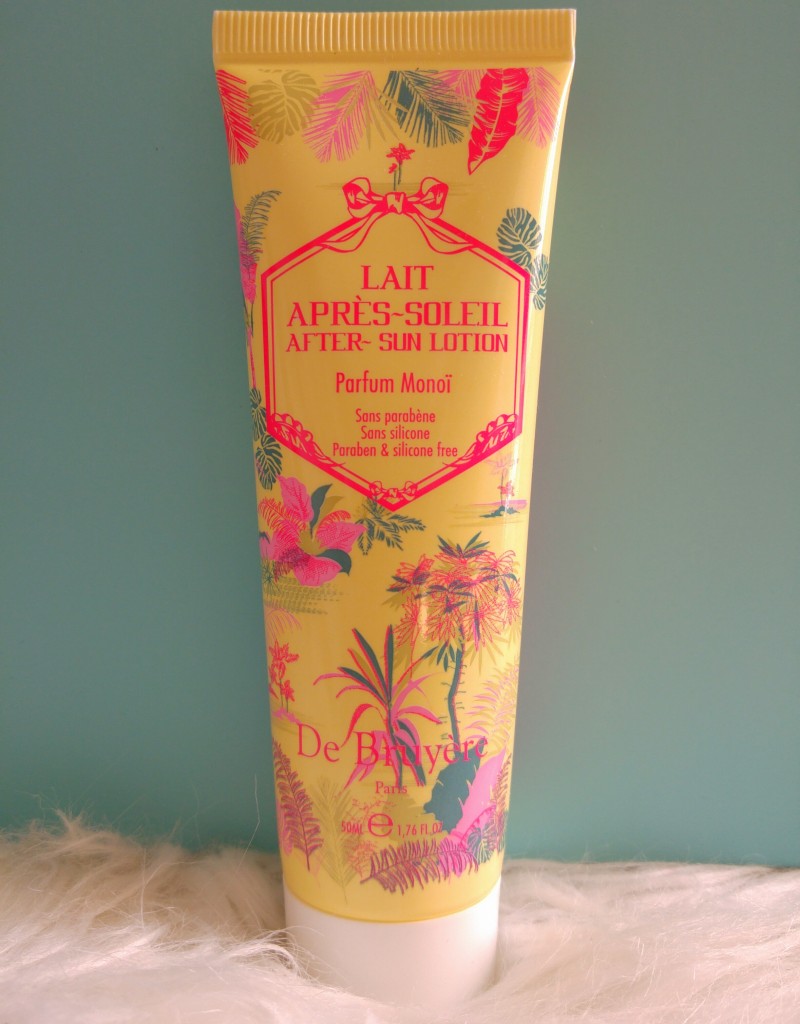 LAIT
APRÈS~SOLEIL
AFTER~ SUN LOTION
Parfum Monoï
Sans parabène
Sans silicone
Paraben & silicone free
De Bruyère
Paris
50ML ℮ 1,76 FL.OZ